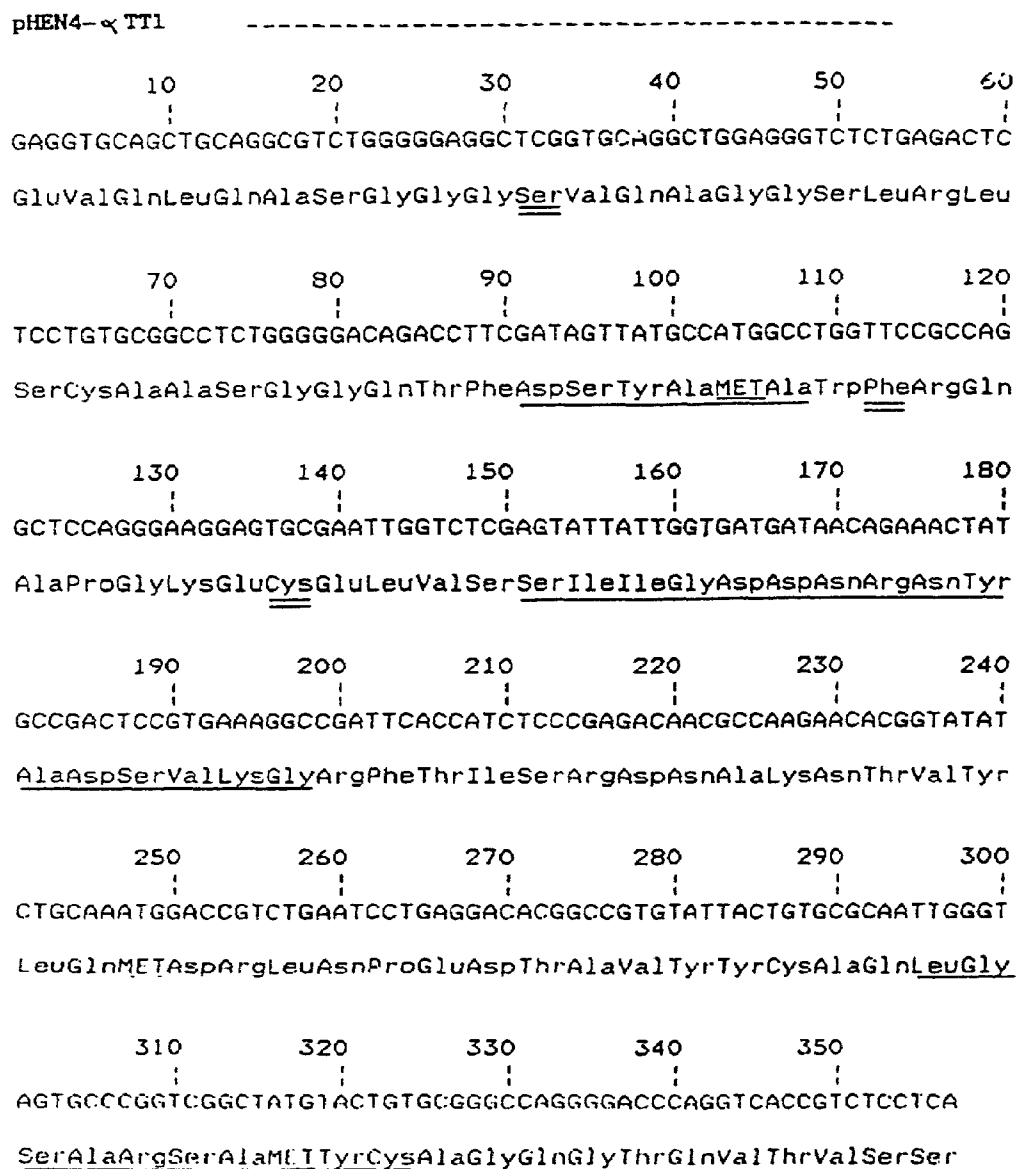 pHEN4-αTT1 --------------------------------------
10 20 30 40 50 60
GAGGTGCAGCTGCAGGCGTCTGGGGGAGGCTCGGTGCAGGCTGGAGGGTCTCTGAGACTC
GluValGlnLeuGlnAlaSerGlyGlyGlySerValGlnAlaGlyGlySerLeuArgLeu
70 80 90 100 110 120
TCCTGTGCGGCCTCTGGGGGACAGACCTTCGATAGTTATGCCATGGCCTGGTTCCGCCAG
SerCysAlaAlaSerGlyGlyGlnThrPheAspSerTyrAlaMETAlaTrpPheArgGln
130 140 150 160 170 180
GCTCCAGGGAAGGAGTGCGAATTGGTCTCGAGTATTATTGGTGATGATAACAGAAACTAT
AlaProGlyLysGluCysGluLeuValSerSerIleIleGlyAspAspAsnArgAsnTyr
190 200 210 220 230 240
GCCGACTCCGTGAAAGGCCGATTCACCATCTCCCGAGACAACGCCAAGAACACGGTATAT
AlaAspSerValLysGlyArgPheThrIleSerArgAspAsnAlaLysAsnThrValTyr
250 260 270 280 290 300
CTGCAAATGGACCGTCTGAATCCTGAGGACACGGCCGTGTATTACTGTGCGCAATTGGGT
LeuGlnMETAspArgLeuAsnProGluAspThrAlaValTyrTyrCysAlaGlnLeuGly
310 320 330 340 350
AGTGCCCGGTCGGCTATGTACTGTGCGGGCCAGGGGACCCAGGTCACCGTCTCCTCA
SerAlaArgSerAlaMETTyrCysAlaGlyGlnGlyThrGlnValThrValSerSer